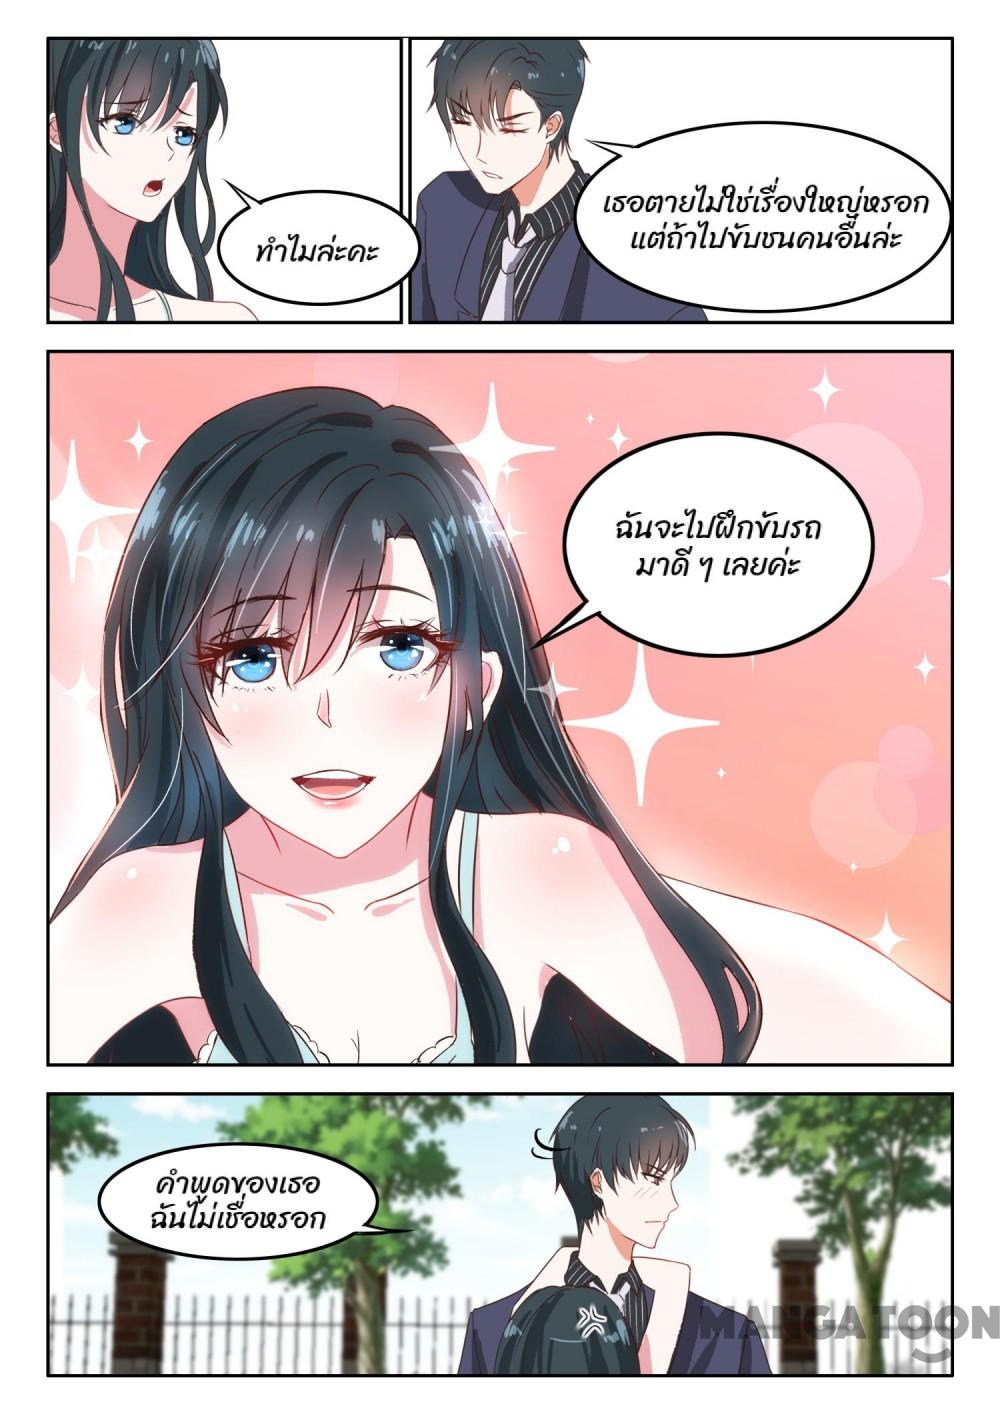 ทำไมล่ะคะ
เธอตายไม่ใช่เรื่องใหญ่หรอก
แต่ถ้าไปขับชนคนอื่นล่ะ
ฉันจะไปฝึกขับรถ
มาดี ๆ เลยค่ะ
คำพูดของเธอ
ฉันไม่เชื่อหรอก
MANGATOON